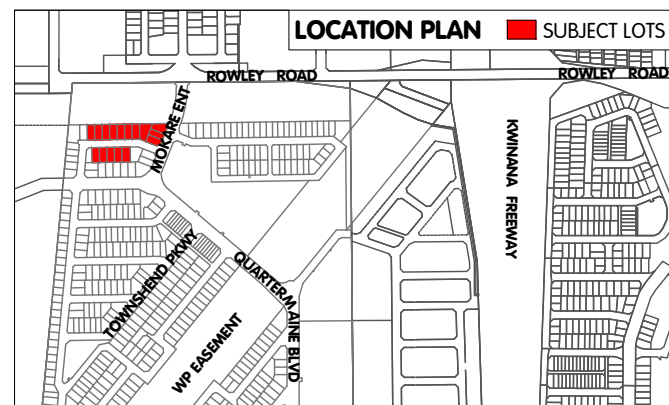 LOCATION PLAN
SUBJECT LOTS
ROWLEY ROAD
ROWLEY ROAD
MOKARE ENT
KWINANA FREEWAY
TOWNSHEND PKWY
QUARTERMAINE BLVD
WP EASEMENT